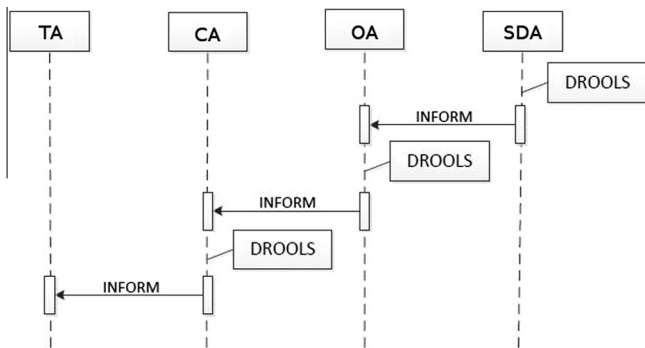 TA
CA
OA
SDA
DROOLS
INFORM
DROOLS
INFORM
DROOLS
INFORM